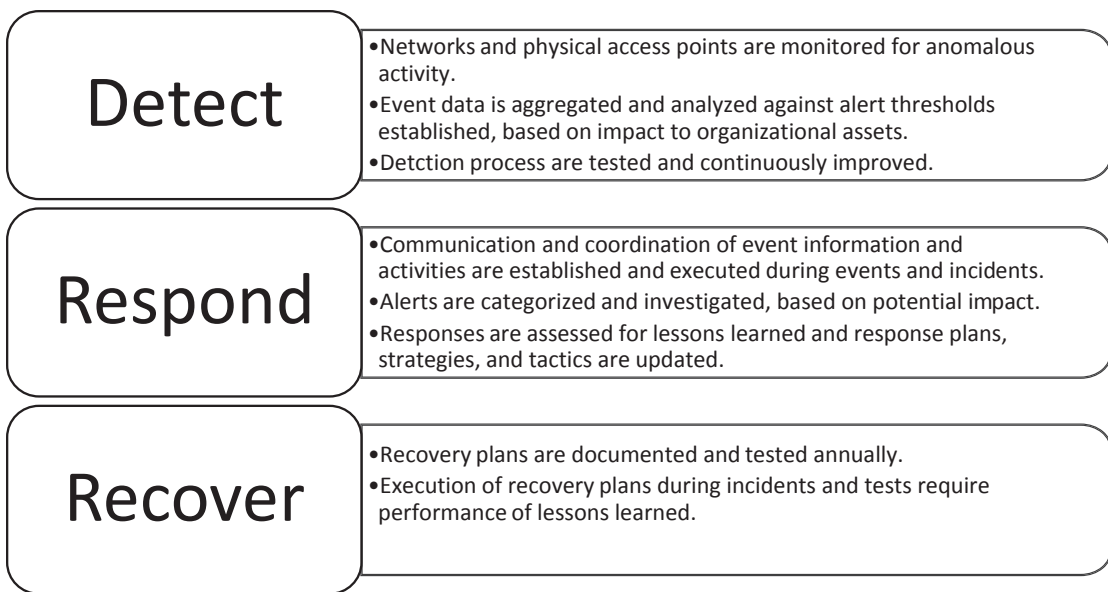 Detect
•Networks and physical access points are monitored for anomalous
activity.
•Event data is aggregated and analyzed against alert thresholds
established, based on impact to organizational assets.
•Detction process are tested and continuously improved.
Respond
•Communication and coordination of event information and
activities are established and executed during events and incidents.
•Alerts are categorized and investigated, based on potential impact.
•Responses are assessed for lessons learned and response plans,
strategies, and tactics are updated.
Recover
•Recovery plans are documented and tested annually.
•Execution of recovery plans during incidents and tests require
performance of lessons learned.